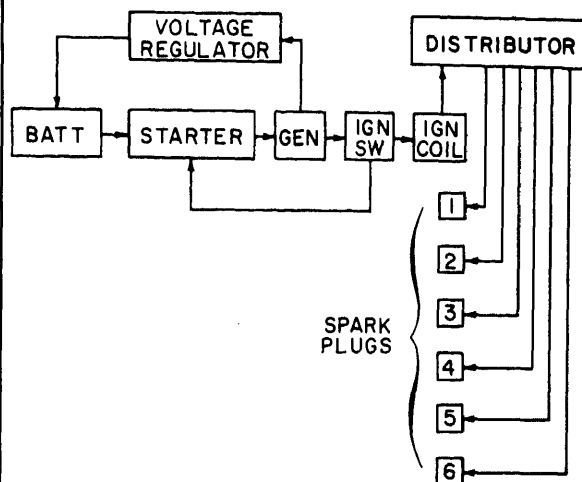 VOLTAGE
REGULATOR
DISTRIBUTOR
BATT
STARTER
GEN
IGN
SW
IGN
COIL
SPARK
PLUGS
1
2
3
4
5
6